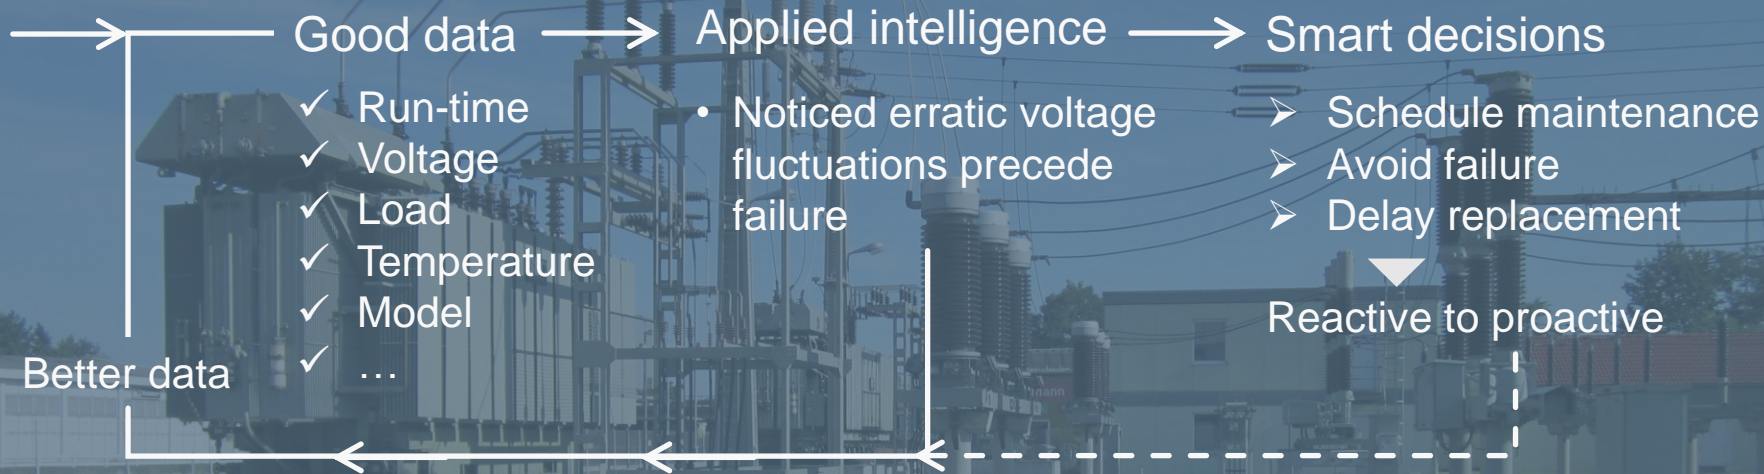 Good data
✓ Run-time
✓ Voltage
✓ Load
✓ Temperature
✓ Model
✓ …
Better data
Applied intelligence
• Noticed erratic voltage
fluctuations precede
failure
Smart decisions
➢ Schedule maintenance
➢ Avoid failure
➢ Delay replacement
Reactive to proactive